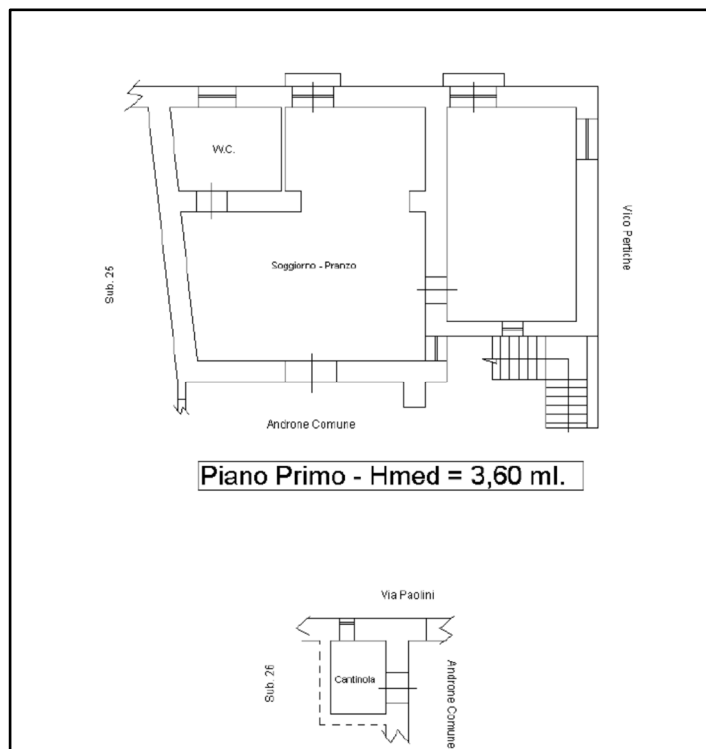 W.C.
Vico Pertiche
Soggiorno - Pranzo
Sub. 25
Androne Comune
Piano Primo - Hmed = 3,60 ml.
Via Paolini
Sub. 26
Cantinola
Androne Comune